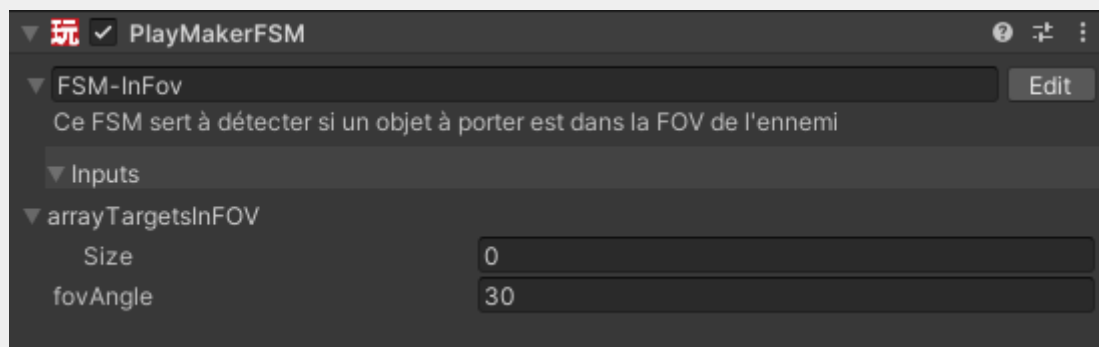 玩 PlayMakerFSM
FSM-InFov Edit
Ce FSM sert à détecter si un objet à porter est dans la FOV de l'ennemi
Inputs
arrayTargetsInFOV
Size 0
fovAngle 30